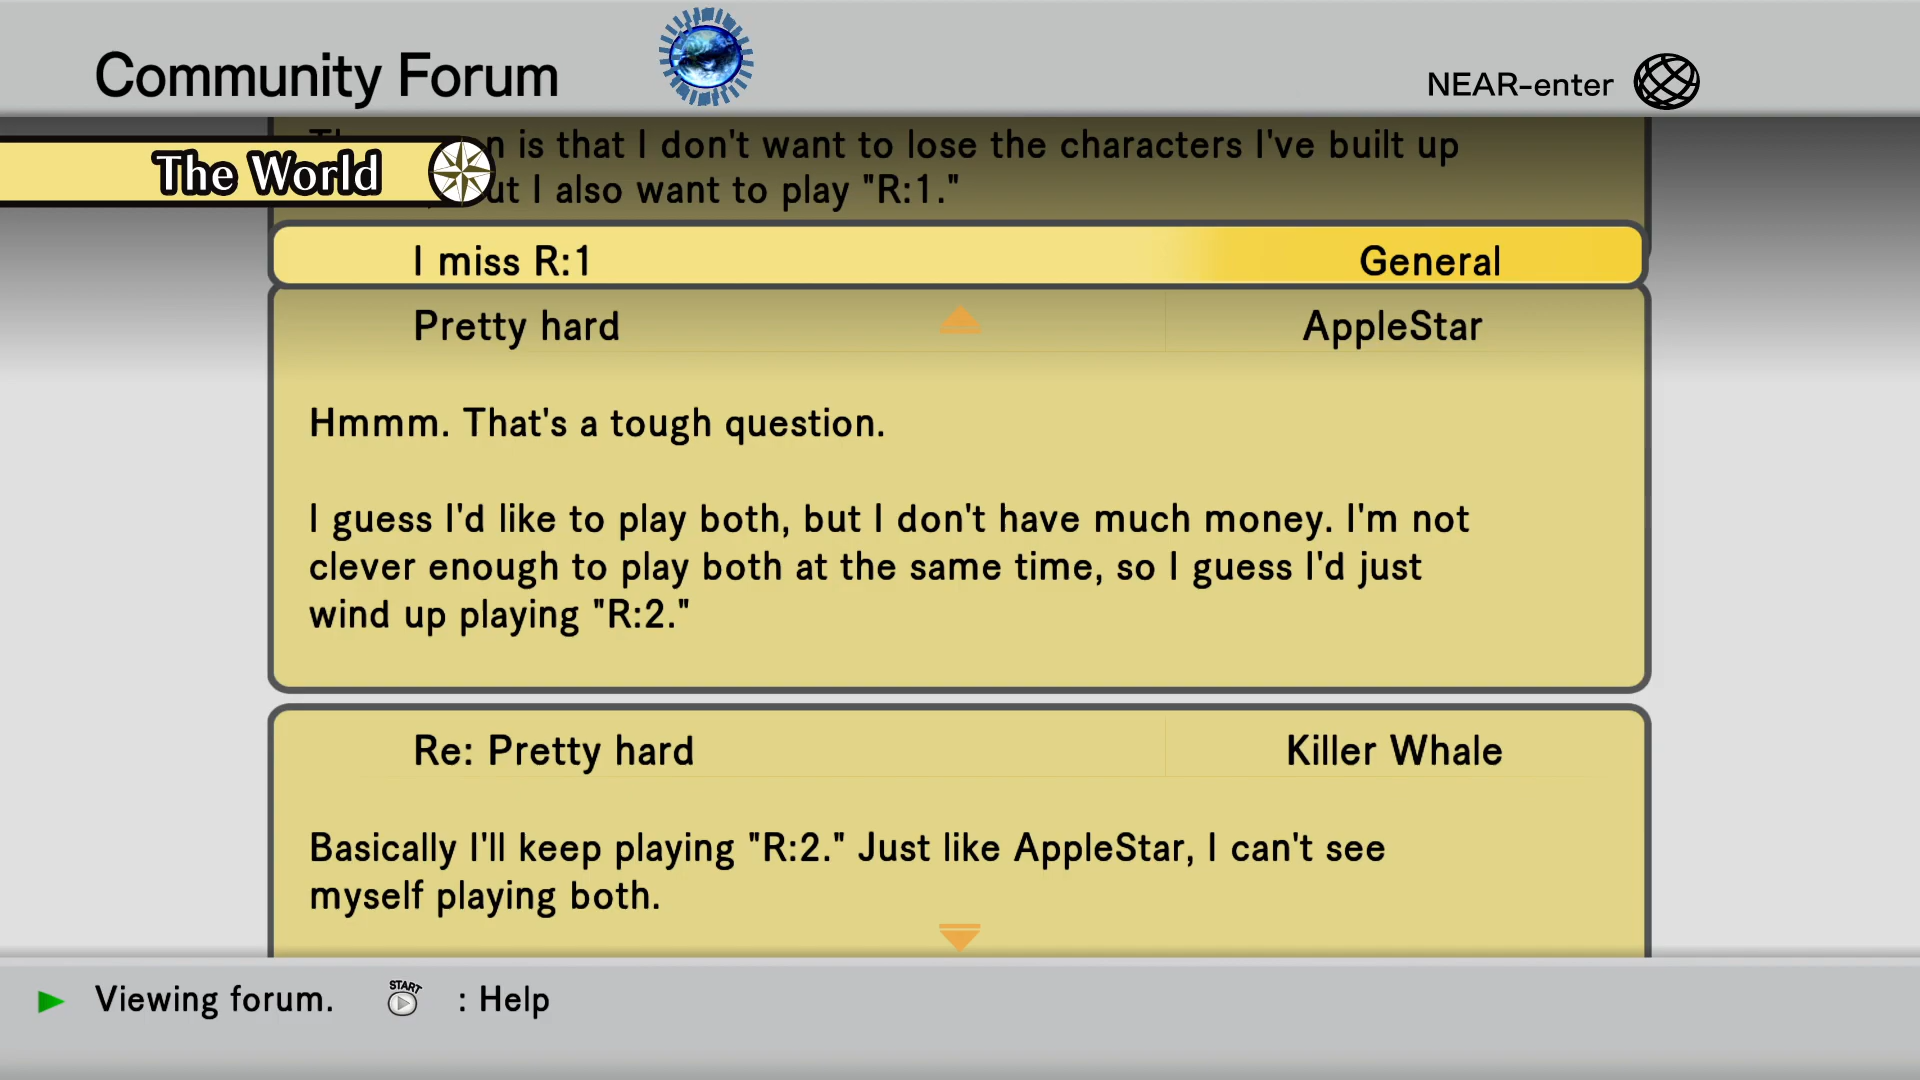 Community Forum
NEAR-enter
The World
n is that I don't want to lose the characters I've built up
ut I also want to play "R:1."
I miss R:1
General
Pretty hard
AppleStar
Hmmm. That's a tough question.
I guess I'd like to play both, but I don't have much money. I'm not
clever enough to play both at the same time, so I guess I'd just
wind up playing "R:2."
Re: Pretty hard
Killer Whale
Basically I'll keep playing "R:2." Just like AppleStar, I can't see
myself playing both.
Viewing forum.
START
: Help